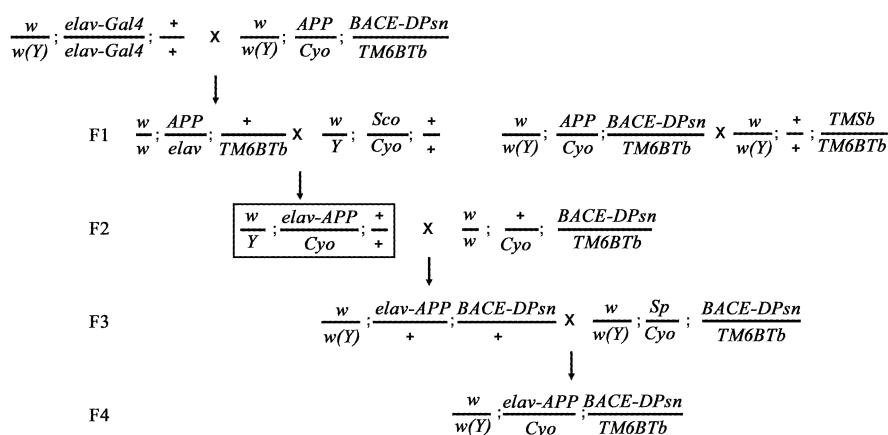 w/w(Y) ; elav-Gal4/elav-Gal4 ; +/+ X w/w(Y) ; APP/Cyo ; BACE-DPsn/TM6BTb
F1 w/w ; APP/elav ; +/TM6BTb X w/Y ; Sco/Cyo ; +/+ w/w(Y) ; APP/Cyo ; BACE-DPsn/TM6BTb X w/w(Y) ; +/+ ; TMSb/TM6BTb
F2 w/Y ; elav-APP/Cyo ; +/+ X w/w ; +/Cyo ; BACE-DPsn/TM6BTb
F3 w/w(Y) ; elav-APP/+ ; BACE-DPsn/+ X w/w(Y) ; Sp/Cyo ; BACE-DPsn/TM6BTb
F4 w/w(Y) ; elav-APP/Cyo ; BACE-DPsn/TM6BTb